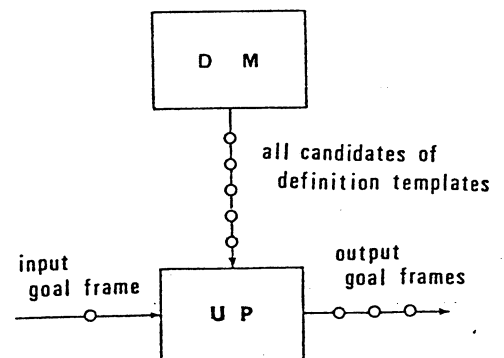 D M
all candidates of
definition templates
input
goal frame
output
goal frames
U P